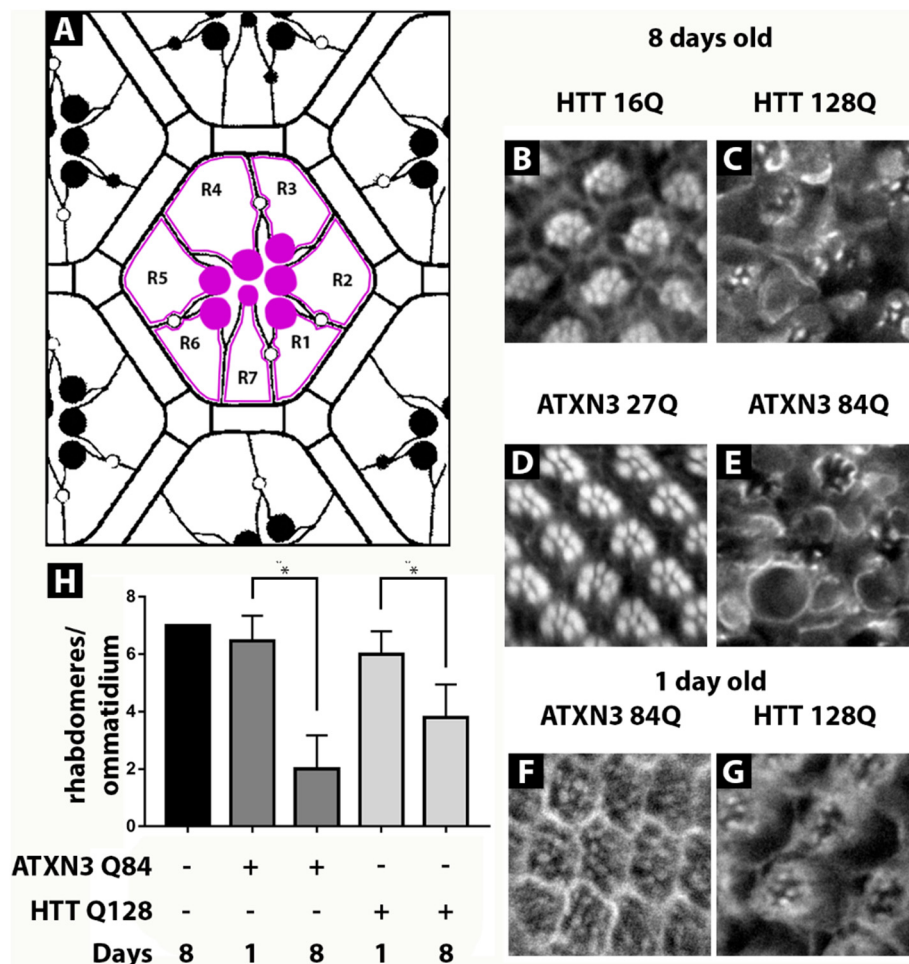 A
R4
R3
R5
R2
R6
R1
R7
8 days old
HTT 16Q
HTT 128Q
B
C
ATXN3 27Q
ATXN3 84Q
D
E
1 day old
ATXN3 84Q
HTT 128Q
F
G
H
*
*
rhabdomeres/
ommatidium
6
4
2
0
ATXN3 Q84 - + + - -
HTT Q128 - - - + +
Days 8 1 8 1 8